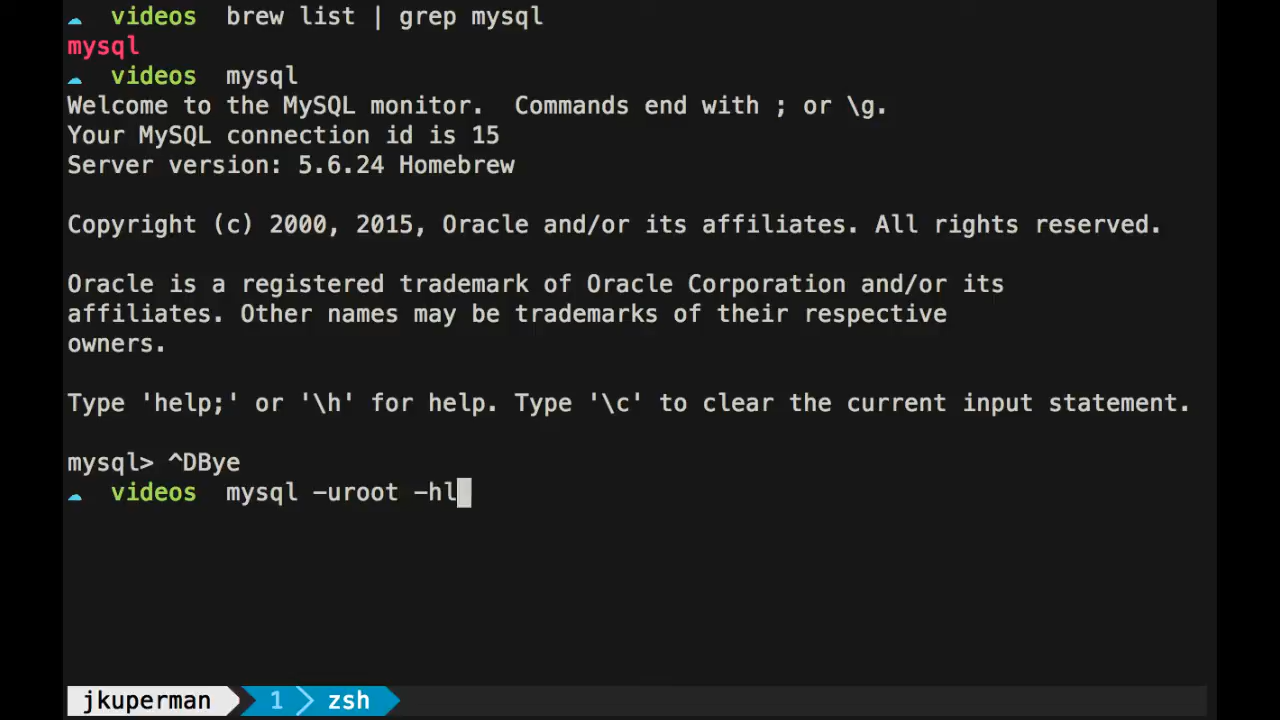 videos brew list | grep mysql
mysql
videos mysql
Welcome to the MySQL monitor.  Commands end with ; or \g.
Your MySQL connection id is 15
Server version: 5.6.24 Homebrew
Copyright (c) 2000, 2015, Oracle and/or its affiliates. All rights reserved.
Oracle is a registered trademark of Oracle Corporation and/or its
affiliates. Other names may be trademarks of their respective
owners.
Type 'help;' or '\h' for help. Type '\c' to clear the current input statement.
mysql> ^DBye
videos mysql -uroot -hl
jkuperman 1 zsh